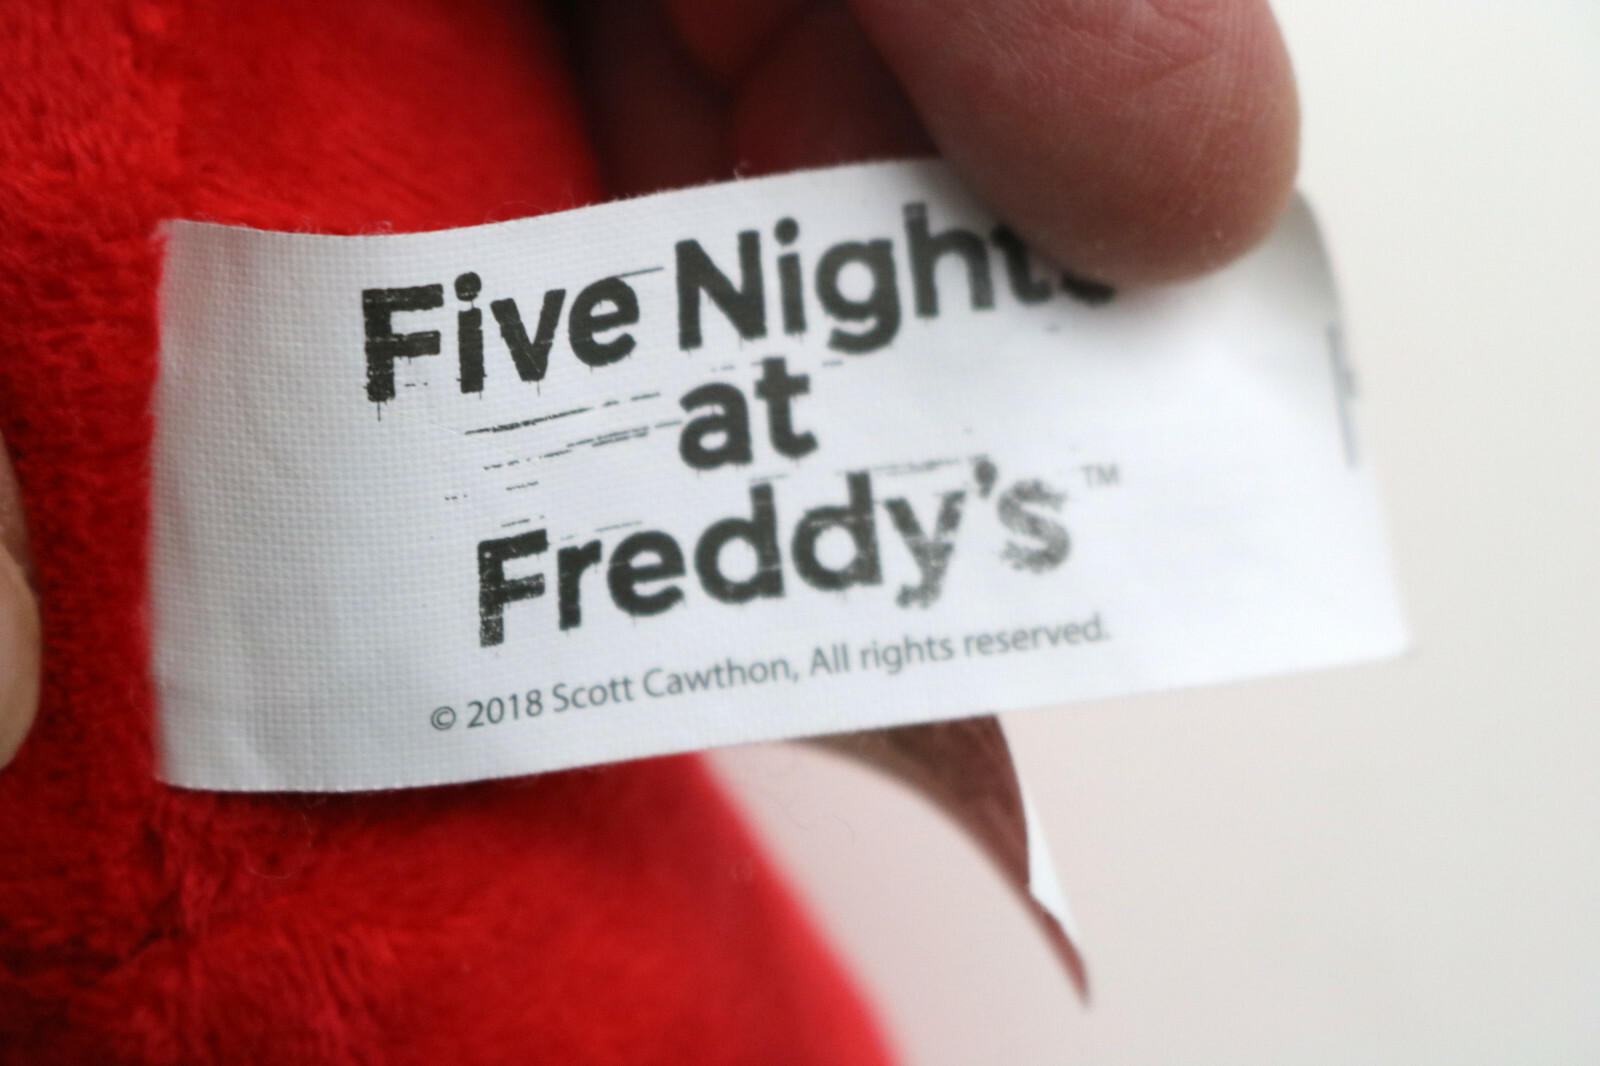 Five Nights
at
Freddy's™
© 2018 Scott Cawthon, All rights reserved.